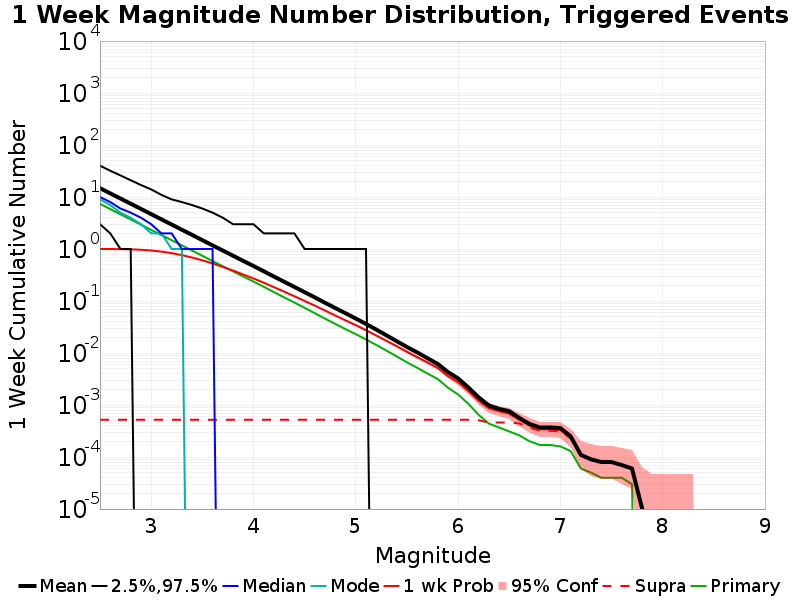 1 Week Magnitude Number Distribution, Triggered Events
1 Week Cumulative Number
10^4
10^3
10^2
10^1
10^0
10^-1
10^-2
10^-3
10^-4
10^-5
3 4 5 6 7 8 9
Magnitude
Mean 2.5%,97.5% Median Mode 1 wk Prob 95% Conf Supra Primary